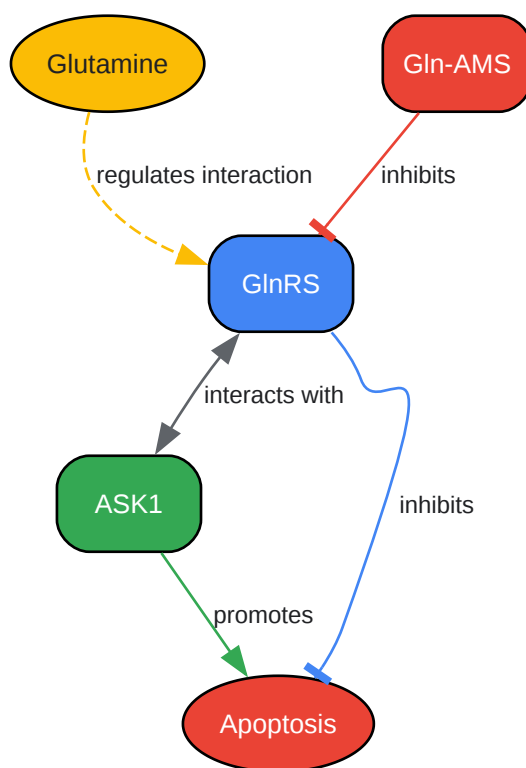 Glutamine
Gln-AMS
regulates interaction
inhibits
GlnRS
interacts with
ASK1
inhibits
promotes
Apoptosis